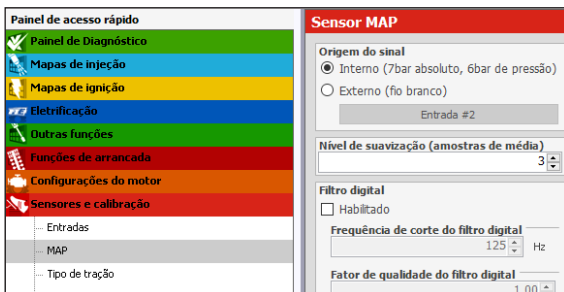 Painel de acesso rápido
Painel de Diagnóstico
Mapas de injeção
Mapas de ignição
Eletrificação
Outras funções
Funções de arrancada
Configurações do motor
Sensores e calibração
Entradas
MAP
Tipo de tração
Sensor MAP
Origem do sinal
Interno (7bar absoluto, 6bar de pressão)
Externo (fio branco)
Entrada #2
Nível de suavização (amostras de média)
3
Filtro digital
Habilitado
Frequência de corte do filtro digital
125 Hz
Fator de qualidade do filtro digital
1.00